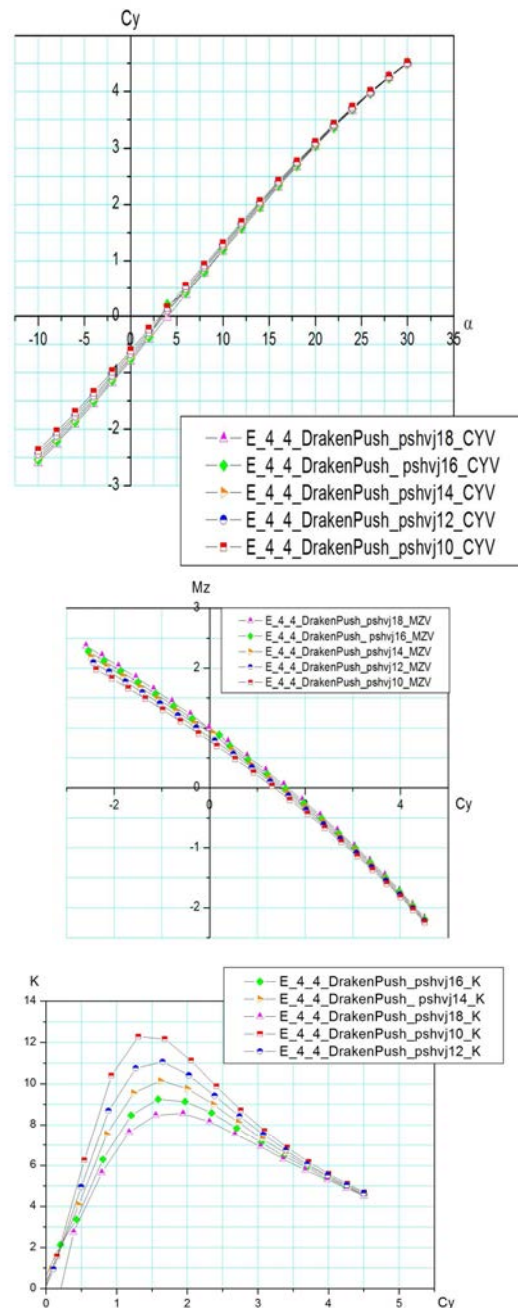 Cy
4
3
2
1
0
-10 -5 0 5 10 15 20 25 30 35
α
-1
-2
-3
E_4_4_DrakenPush_pshvj18_CYV
E_4_4_DrakenPush_ pshvj16_CYV
E_4_4_DrakenPush_pshvj14_CYV
E_4_4_DrakenPush_pshvj12_CYV
E_4_4_DrakenPush_pshvj10_CYV
Mz
3
E_4_4_DrakenPush_pshvj18_MZV
E_4_4_DrakenPush_ pshvj16_MZV
E_4_4_DrakenPush_pshvj14_MZV
E_4_4_DrakenPush_pshvj12_MZV
E_4_4_DrakenPush_pshvj10_MZV
2
1
0
-2 0 2 4
Cy
-1
-2
K
E_4_4_DrakenPush_pshvj16_K
E_4_4_DrakenPush_ pshvj14_K
E_4_4_DrakenPush_pshvj18_K
E_4_4_DrakenPush_pshvj10_K
E_4_4_DrakenPush_pshvj12_K
14
12
10
8
6
4
2
0
0 1 2 3 4 5
Cy